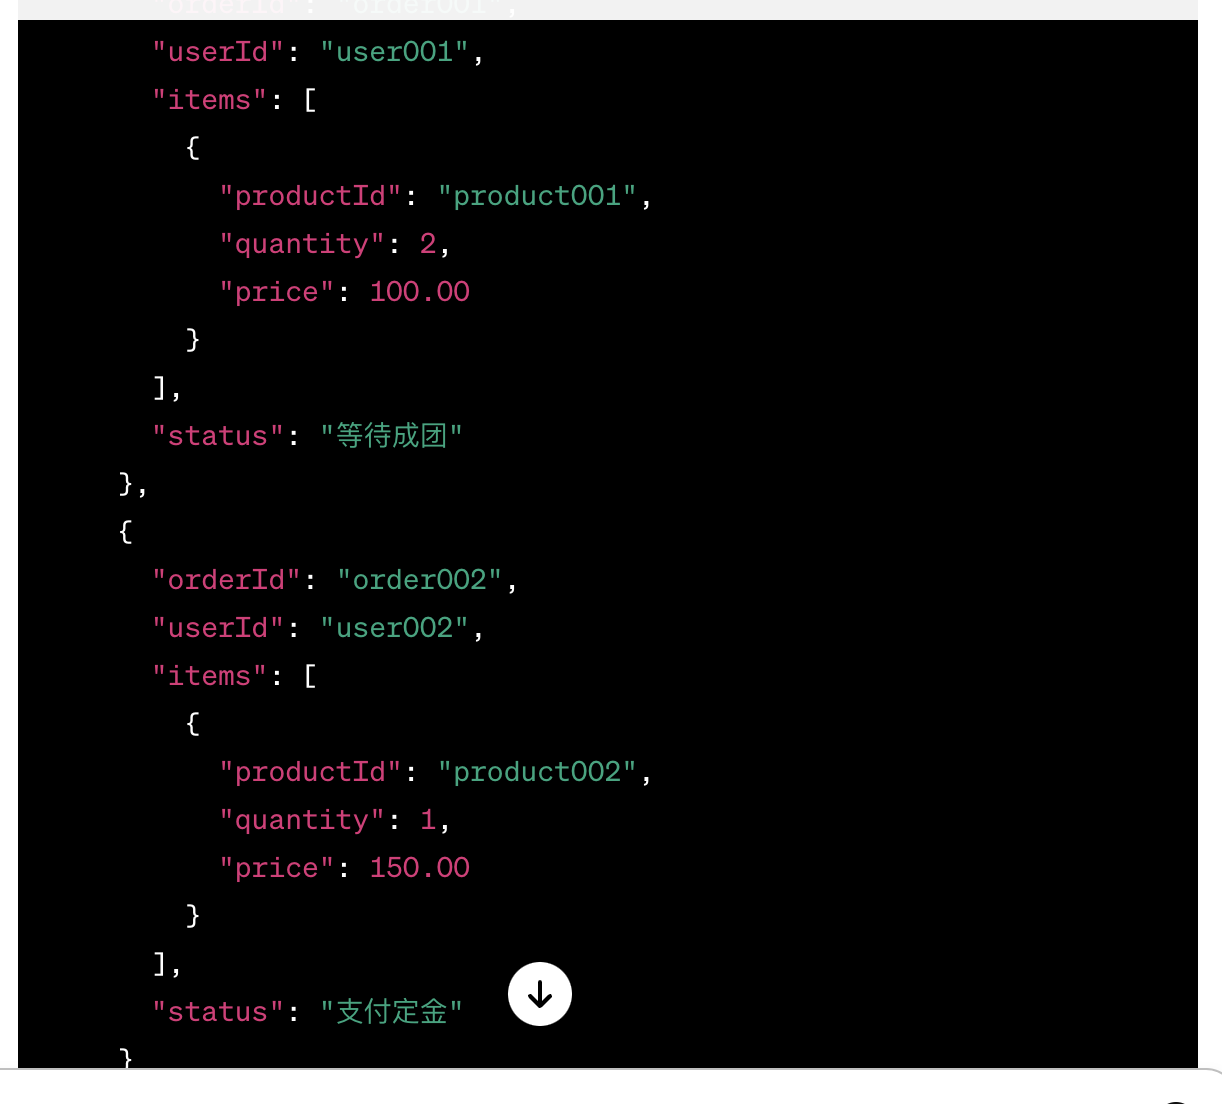 "orderId": "order001",
"userId": "user001",
"items": [
{
"productId": "product001",
"quantity": 2,
"price": 100.00
}
],
"status": "等待成团"
},
{
"orderId": "order002",
"userId": "user002",
"items": [
{
"productId": "product002",
"quantity": 1,
"price": 150.00
}
],
"status": "支付定金"
}